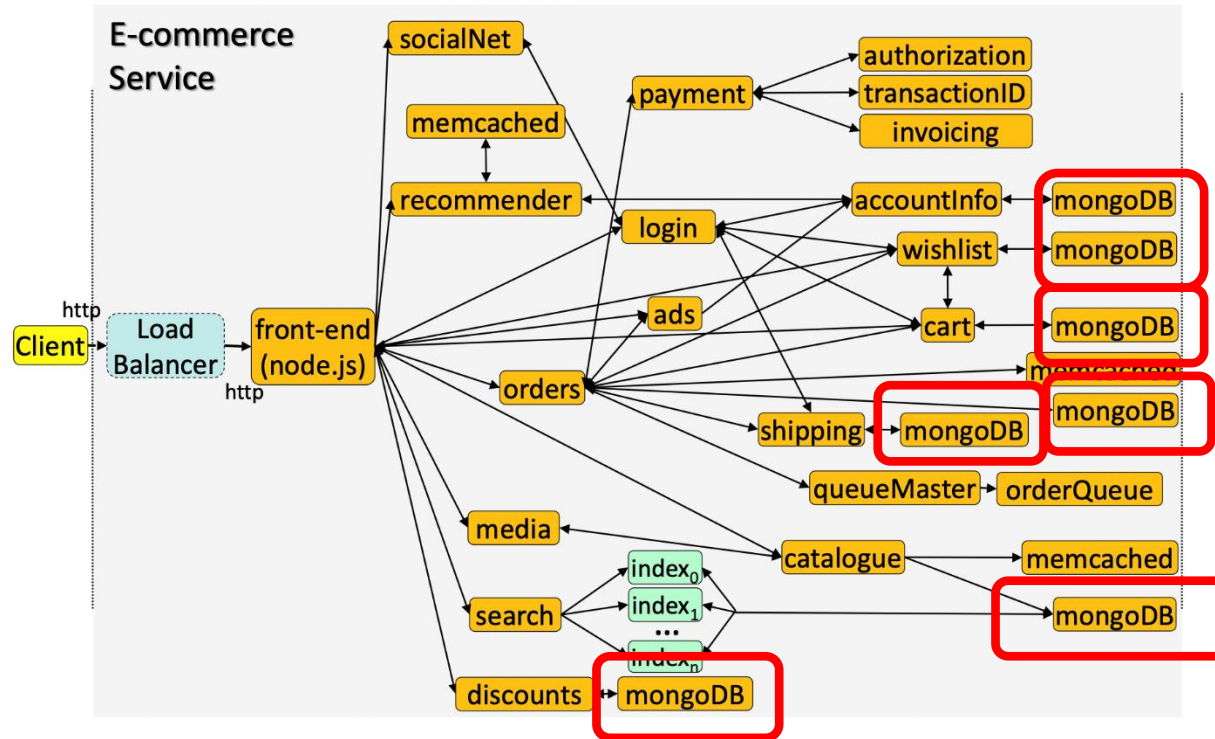 E-commerce
Service
socialNet
authorization
payment
transactionID
memcached
invoicing
recommender
accountInfo
mongoDB
login
wishlist
mongoDB
http
Client
Load
Balancer
http
front-end
(node.js)
ads
cart
mongoDB
memcached
orders
mongoDB
shipping
mongoDB
queueMaster
orderQueue
media
catalogue
memcached
index0
search
index1
...
indexn
mongoDB
discounts
mongoDB